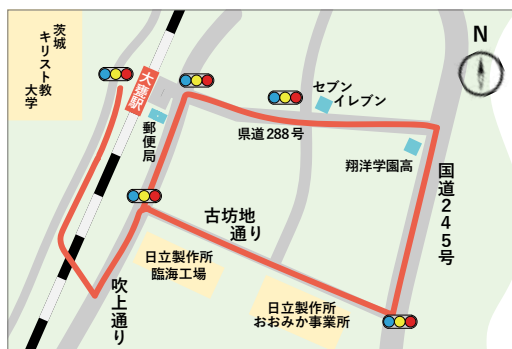 茨城
キリスト教
大学
大甕駅
郵便局
セブン
イレブン
県道288号
翔洋学園高
N
国道245号
古坊地
通り
日立製作所
臨海工場
日立製作所
おおみか事業所
吹上通り